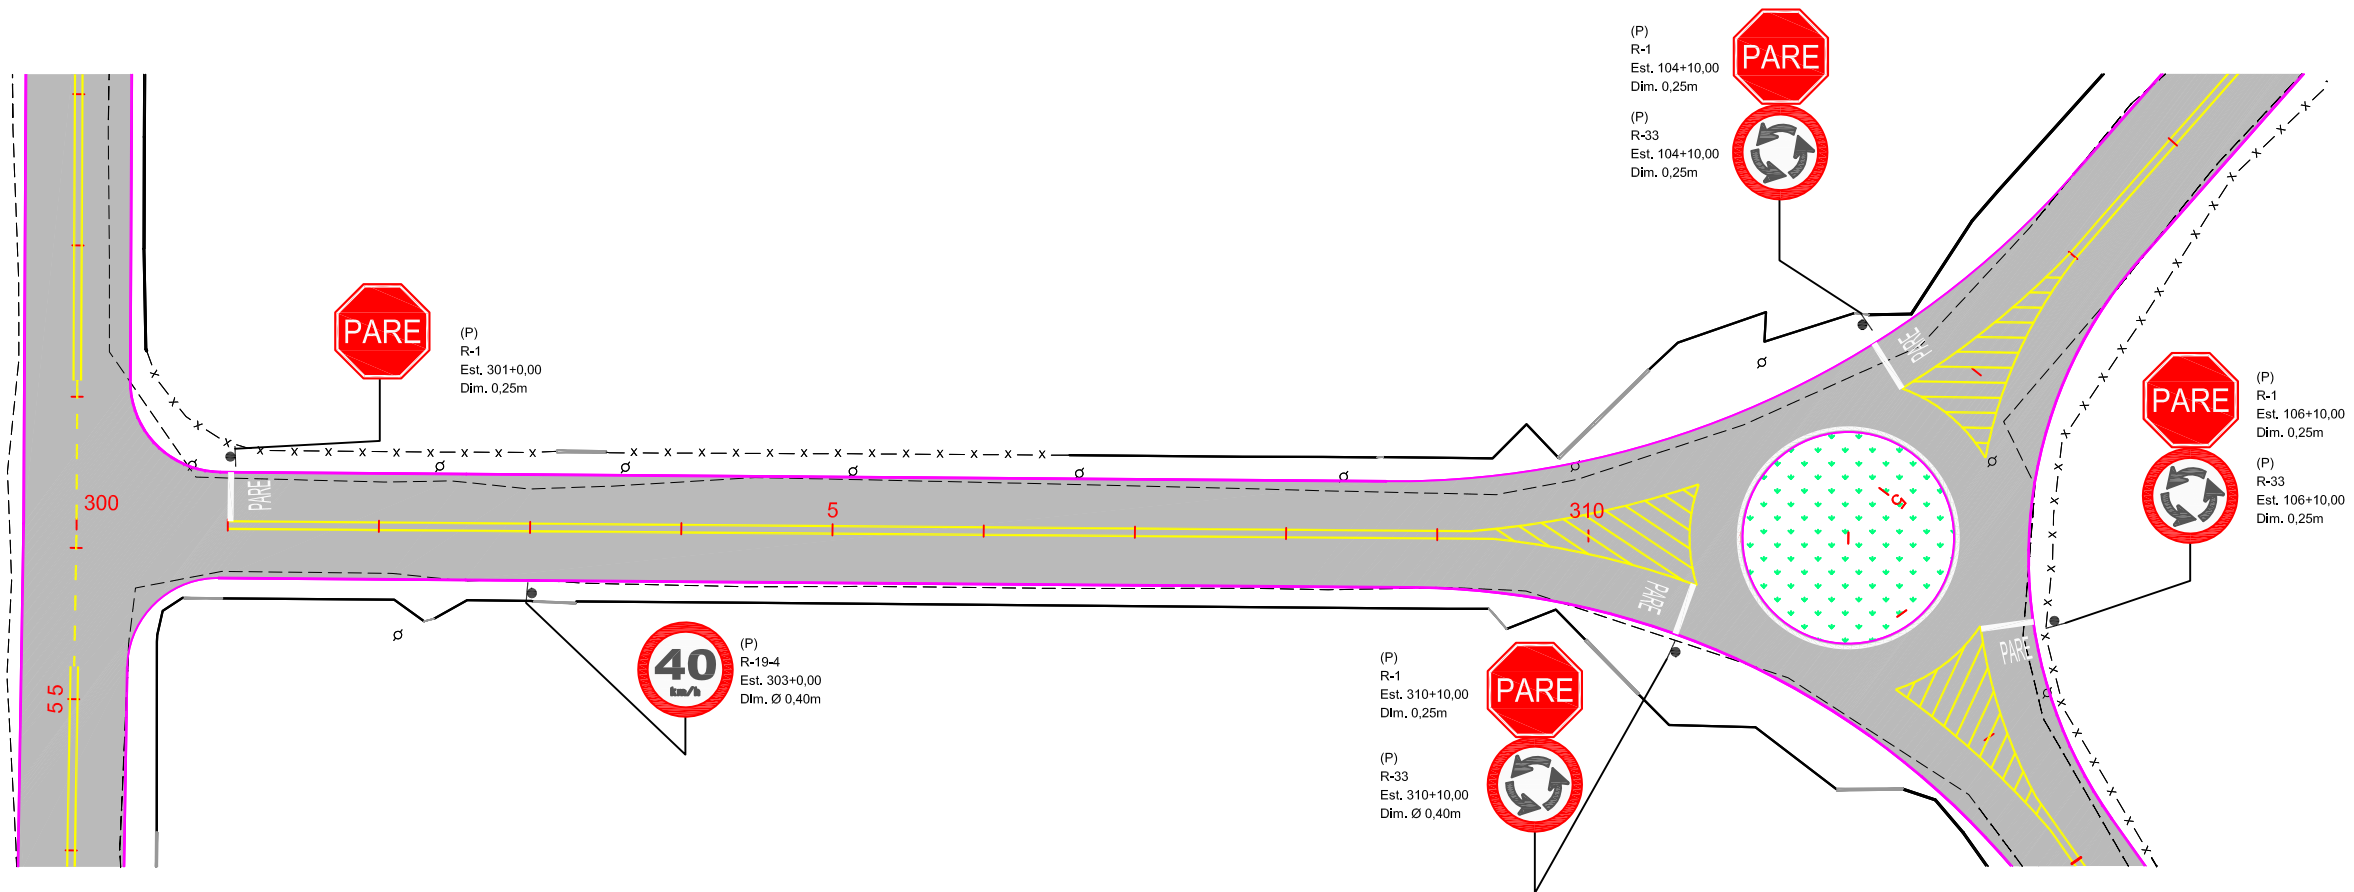 (P)
R-1
Est. 104+10,00
Dim. 0,25m
PARE
(P)
R-33
Est. 104+10,00
Dim. 0,25m
PARE
(P)
R-1
Est. 301+0,00
Dim. 0,25m
PARE
PARE
(P)
R-1
Est. 106+10,00
Dim. 0,25m
(P)
R-33
Est. 106+10,00
Dim. 0,25m
300
PARE
5
310
5
PARE
PARE
40
km/h
(P)
R-19-4
Est. 303+0,00
Dim. Ø 0,40m
5 5
(P)
R-1
Est. 310+10,00
Dim. 0,25m
PARE
(P)
R-33
Est. 310+10,00
Dim. Ø 0,40m